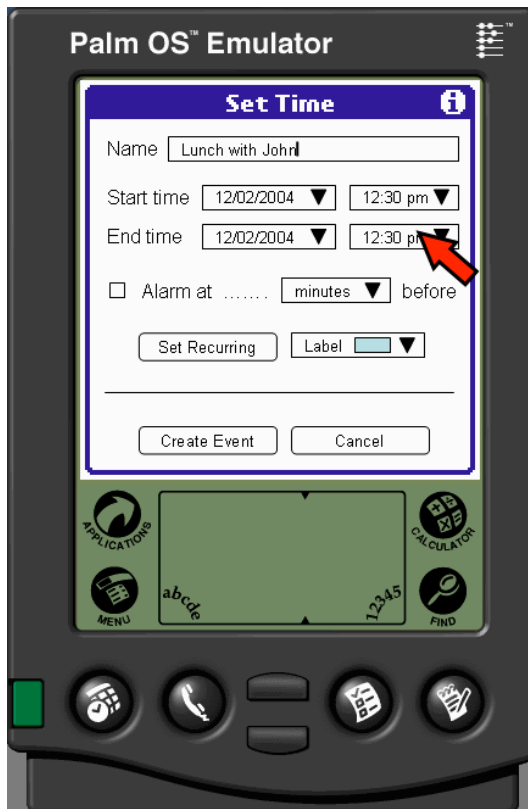 Palm OS™ Emulator
™
Set Time
i
Name Lunch with John
Start time 12/02/2004 12:30 pm
End time 12/02/2004 12:30
Alarm at ....... minutes before
Set Recurring Label
Create Event Cancel
APPLICATIONS
CALCULATOR
MENU
abcde
12345
FIND